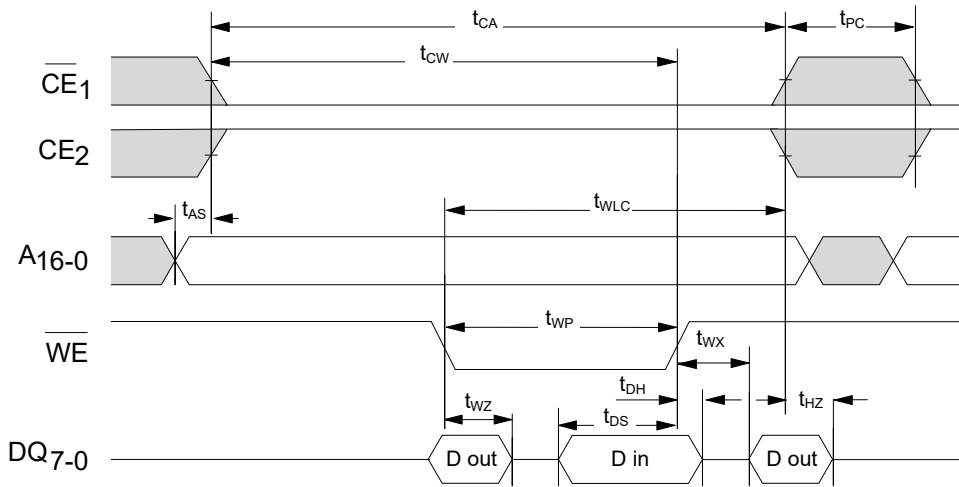 tCA
tPC
tCW
CE1
CE2
tWLC
tAS
A16-0
tWP
WE
tWX
tDH
tWZ
tDS
tHZ
DQ7-0
D out
D in
D out